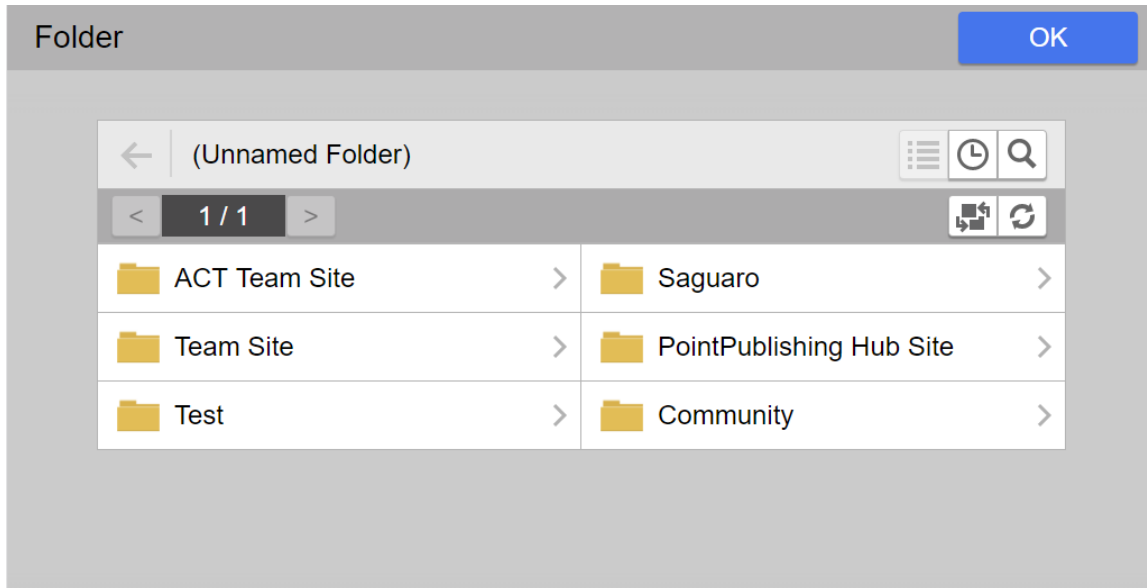 Folder
OK
(Unnamed Folder)
< 1 / 1 >
ACT Team Site
Saguaro
Team Site
PointPublishing Hub Site
Test
Community